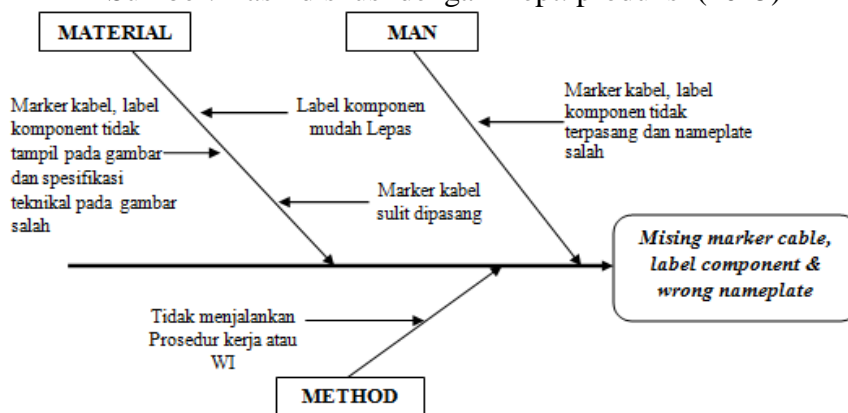 MATERIAL
MAN
Marker kabel, label
komponent tidak
tampil pada gambar
dan spesifikasi
teknikal pada gambar
salah
Label komponen
mudah Lepas
Marker kabel
sulit dipasang
Marker kabel, label
komponen tidak
terpasang dan nameplate
salah
Mising marker cable,
label component &
wrong nameplate
Tidak menjalankan
Prosedur kerja atau
WI
METHOD